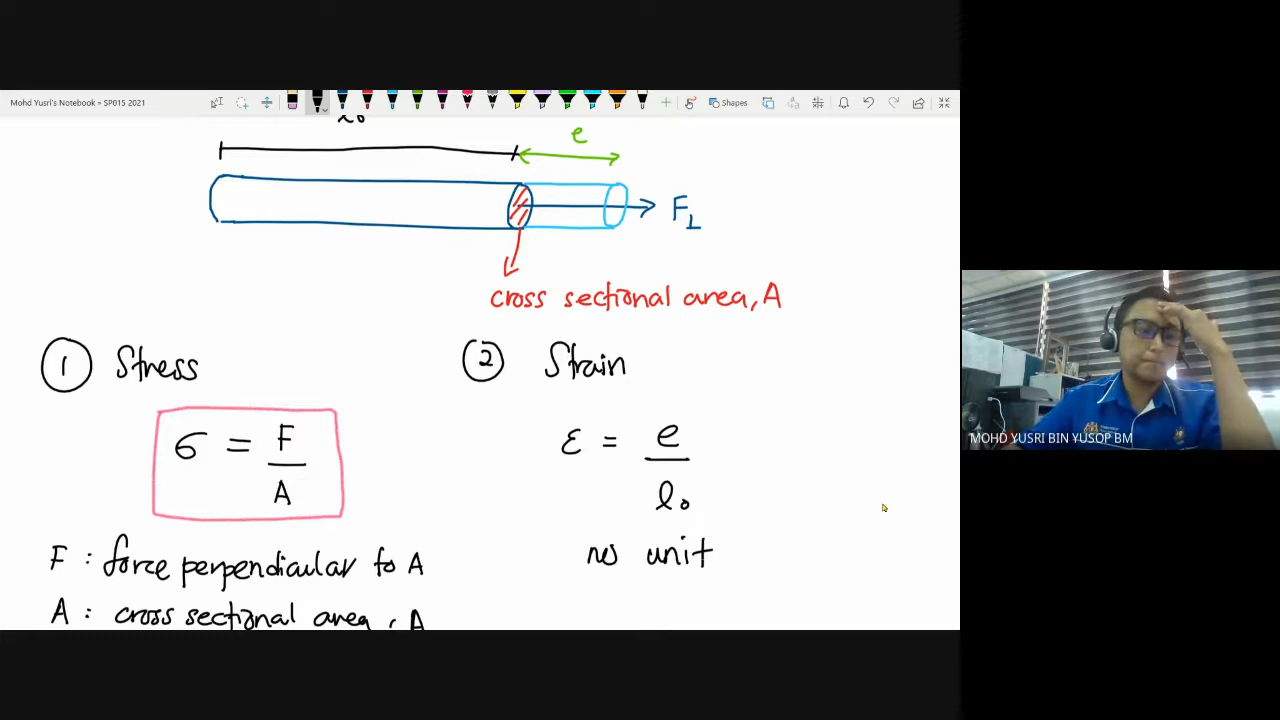 Mohd Yusri's Notebook » SP015 2021
Shapes
l₀
e
F⊥
cross sectional area, A
① Stress
② Strain
σ = F/A
ε = e/l₀
no unit
F : force perpendicular to A
A : cross sectional area, A
MOHD YUSRI BIN YUSOP BM